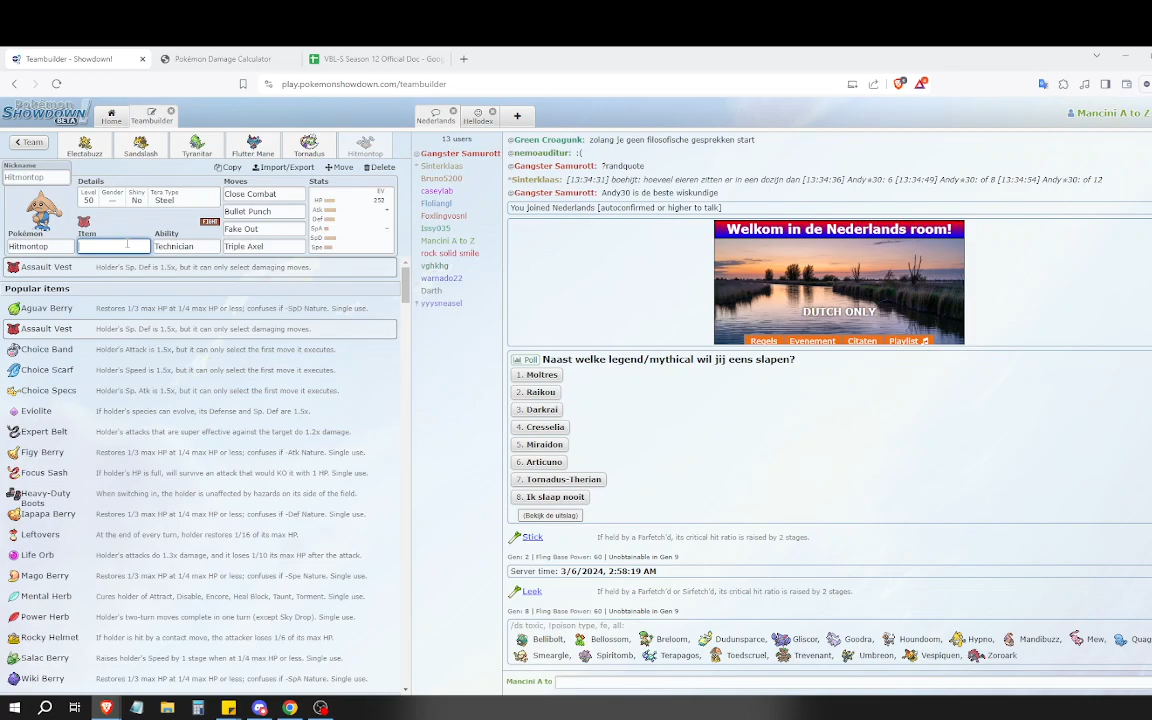 Teambuilder - Showdown!
Pokémon Damage Calculator
VBL-S Season 12 Official Doc - Goog
play.pokemonshowdown.com/teambuilder
Pokémon
SHOWDOWN
BETA
Home
Teambuilder
Nederlands
Hellodex
Mancini A to Z
< Team
Electabuzz
Sandslash
Tyranitar
Flutter Mane
Tornadus
Hitmontop
Nickname
Hitmontop
Copy
Import/Export
Move
Delete
Details
Level
50
Gender
—
Shiny
No
Tera Type
Steel
Moves
Close Combat
Bullet Punch
Fake Out
Triple Axel
Stats
EV
HP
252
Atk
Def
SpA
SpD
Spe
FIGHT
Pokémon
Hitmontop
Item
Ability
Technician
Assault Vest Holder's Sp. Def is 1.5x, but it can only select damaging moves.
Popular items
Aguav Berry Restores 1/3 max HP at 1/4 max HP or less; confuses if -SpD Nature. Single use.
Assault Vest Holder's Sp. Def is 1.5x, but it can only select damaging moves.
Choice Band Holder's Attack is 1.5x, but it can only select the first move it executes.
Choice Scarf Holder's Speed is 1.5x, but it can only select the first move it executes.
Choice Specs Holder's Sp. Atk is 1.5x, but it can only select the first move it executes.
Eviolite If holder's species can evolve, its Defense and Sp. Def are 1.5x.
Expert Belt Holder's attacks that are super effective against the target do 1.2x damage.
Figy Berry Restores 1/3 max HP at 1/4 max HP or less; confuses if -Atk Nature. Single use.
Focus Sash If holder's HP is full, will survive an attack that would KO it with 1 HP. Single use.
Heavy-Duty Boots When switching in, the holder is unaffected by hazards on its side of the field.
Iapapa Berry Restores 1/3 max HP at 1/4 max HP or less; confuses if -Def Nature. Single use.
Leftovers At the end of every turn, holder restores 1/16 of its max HP.
Life Orb Holder's attacks do 1.3x damage, and it loses 1/10 its max HP after the attack.
Mago Berry Restores 1/3 max HP at 1/4 max HP or less; confuses if -Spe Nature. Single use.
Mental Herb Cures holder of Attract, Disable, Encore, Heal Block, Taunt, Torment. Single use.
Power Herb Holder's two-turn moves complete in one turn (except Sky Drop). Single use.
Rocky Helmet If holder is hit by a contact move, the attacker loses 1/6 of its max HP.
Salac Berry Raises holder's Speed by 1 stage when at 1/4 max HP or less. Single use.
Wiki Berry Restores 1/3 max HP at 1/4 max HP or less; confuses if -SpA Nature. Single use.
13 users
@Gangster Samurott
*Sinterklaas
Bruno5200
caseylab
Floliangl
Foxlingvosnl
Issy035
Mancini A to Z
rock solid smile
vghkhg
warnado22
Darth
†yyysneasel
@Green Croagunk: zolang je geen filosofische gesprekken start
@nemoauditur: :(
@Gangster Samurott: ?randquote
*Sinterklaas: [13:34:31] boehijt: hoeveel eieren zitten er in een dozijn dan [13:34:36] Andy★30: 6 [13:34:49] Andy★30: of 8 [13:34:54] Andy★30: of 12
@Gangster Samurott: Andy30 is de beste wiskundige
You joined Nederlands [autoconfirmed or higher to talk]
Welkom in de Nederlands room!
DUTCH ONLY
Regels Evenement Citaten Playlist ♫
Poll Naast welke legend/mythical wil jij eens slapen?
1. Moltres
2. Raikou
3. Darkrai
4. Cresselia
5. Miraidon
6. Articuno
7. Tornadus-Therian
8. Ik slaap nooit
(Bekijk de uitslag)
Stick If held by a Farfetch'd, its critical hit ratio is raised by 2 stages.
Gen: 2 | Fling Base Power: 60 | Unobtainable in Gen 9
Server time: 3/6/2024, 2:58:19 AM
Leek If held by a Farfetch'd or Sirfetch'd, its critical hit ratio is raised by 2 stages.
Gen: 8 | Fling Base Power: 60 | Unobtainable in Gen 9
/ds toxic, !poison type, fe, all:
Bellibolt, Bellossom, Breloom, Dudunsparce, Gliscor, Goodra, Houndoom, Hypno, Mandibuzz, Mew, Quag
Smeargle, Spiritomb, Terapagos, Toedscruel, Trevenant, Umbreon, Vespiquen, Zoroark
Mancini A to